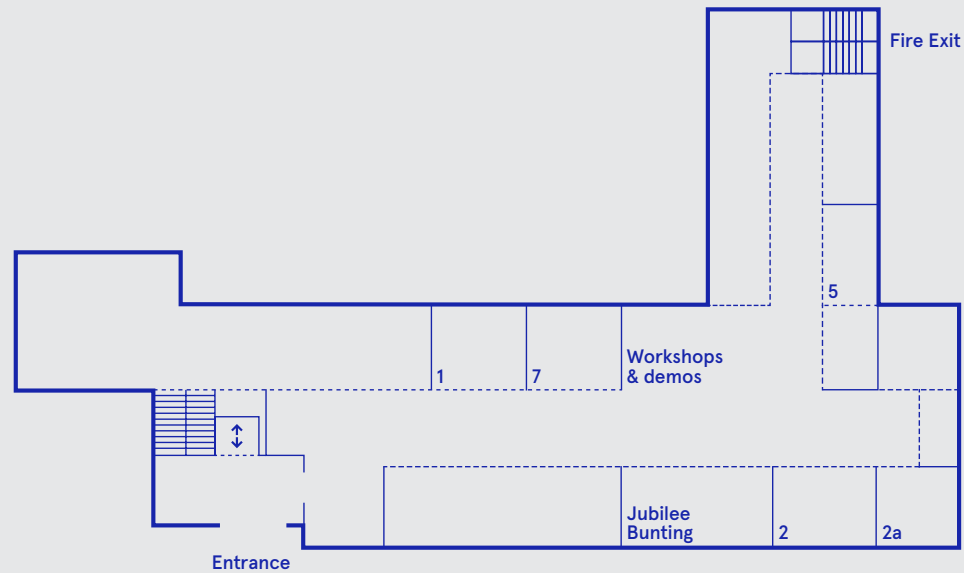 Fire Exit
5
Workshops
& demos
1
7
Jubilee
Bunting
2
2a
Entrance